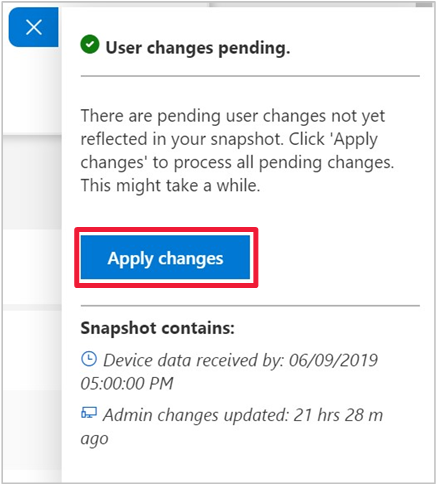 User changes pending.
There are pending user changes not yet
reflected in your snapshot. Click 'Apply
changes' to process all pending changes.
This might take a while.
Apply changes
Snapshot contains:
Device data received by: 06/09/2019
05:00:00 PM
Admin changes updated: 21 hrs 28 m
ago